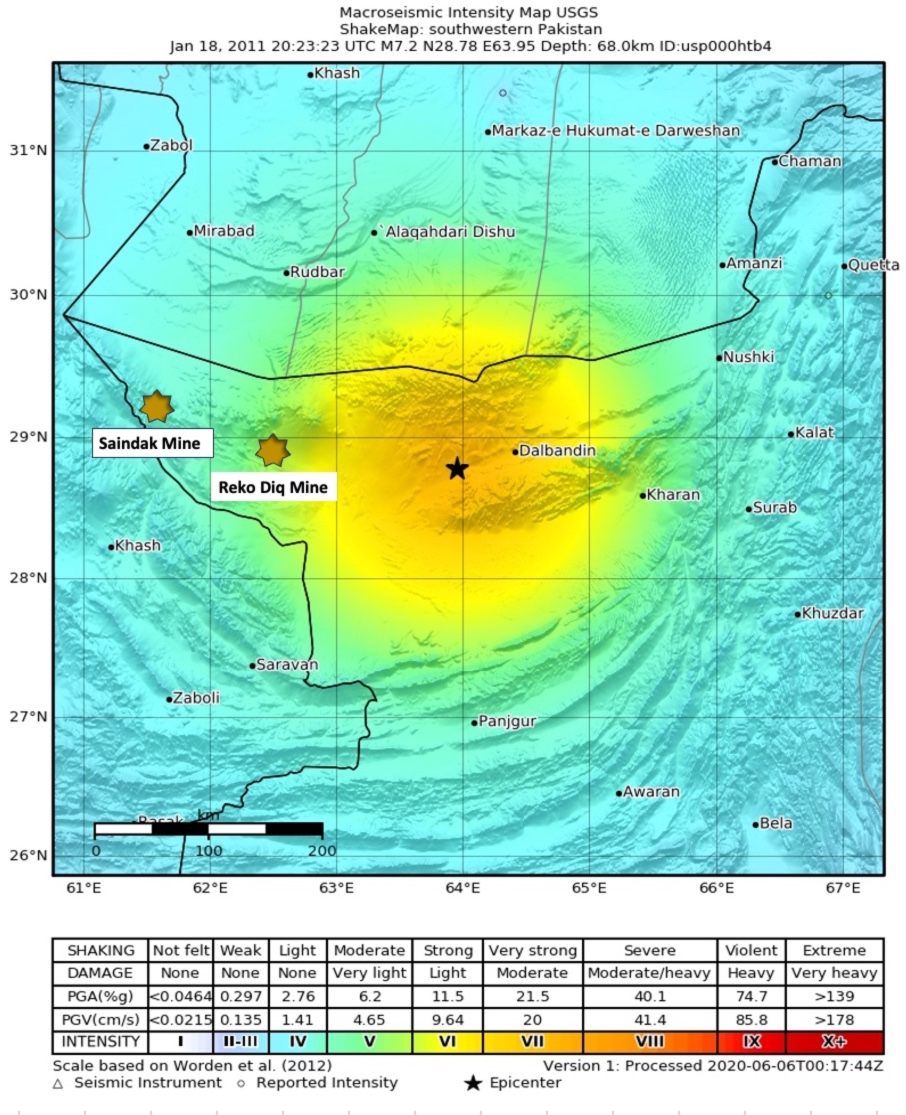 Macroseismic Intensity Map USGS
ShakeMap: southwestern Pakistan
Jan 18, 2011 20:23:23 UTC M7.2 N28.78 E63.95 Depth: 68.0km ID:usp000htb4
Khash
Markaz-e Hukumat-e Darweshan
31°N
Zabol
Chaman
Mirabad
`Alaqahdari Dishu
Rudbar
Amanzi
Quetta
30°N
Nushki
Saindak Mine
29°N
Kalat
Dalbandin
Reko Diq Mine
Kharan
Surab
Khash
28°N
Khuzdar
Saravan
Zaboli
27°N
Panjgur
Awaran
km
Rasak
Bela
0 100 200
26°N
61°E 62°E 63°E 64°E 65°E 66°E 67°E
SHAKING Not felt Weak Light Moderate Strong Very strong Severe Violent Extreme
DAMAGE None None None Very light Light Moderate Moderate/heavy Heavy Very heavy
PGA(%g) <0.0464 0.297 2.76 6.2 11.5 21.5 40.1 74.7 >139
PGV(cm/s) <0.0215 0.135 1.41 4.65 9.64 20 41.4 85.8 >178
INTENSITY I II-III IV V VI VII VIII IX X+
Scale based on Worden et al. (2012) Version 1: Processed 2020-06-06T00:17:44Z
△ Seismic Instrument ○ Reported Intensity ★ Epicenter